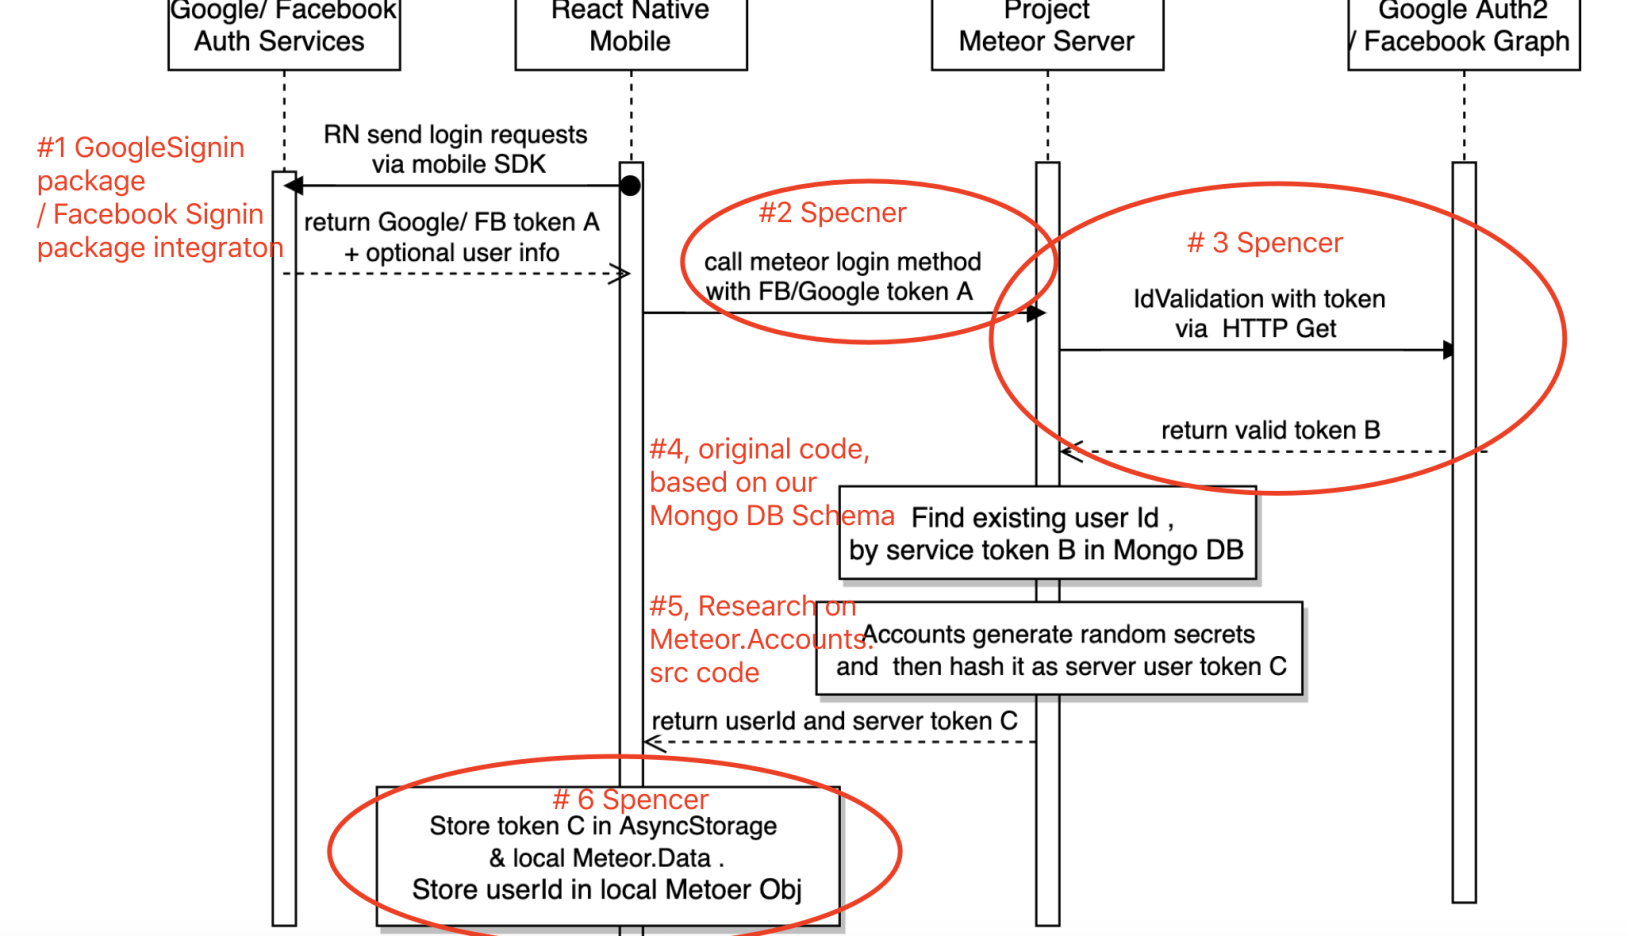 Google/ Facebook
Auth Services
React Native
Mobile
Project
Meteor Server
Google Auth2
/ Facebook Graph
#1 GoogleSignin
package
/ Facebook Signin
package integraton
RN send login requests
via mobile SDK
return Google/ FB token A
+ optional user info
#2 Specner
call meteor login method
with FB/Google token A
# 3 Spencer
IdValidation with token
via HTTP Get
return valid token B
#4, original code,
based on our
Mongo DB Schema
Find existing user Id ,
by service token B in Mongo DB
#5, Research on
Meteor.Accounts.
src code
Accounts generate random secrets
and then hash it as server user token C
return userId and server token C
# 6 Spencer
Store token C in AsyncStorage
& local Meteor.Data .
Store userId in local Metoer Obj